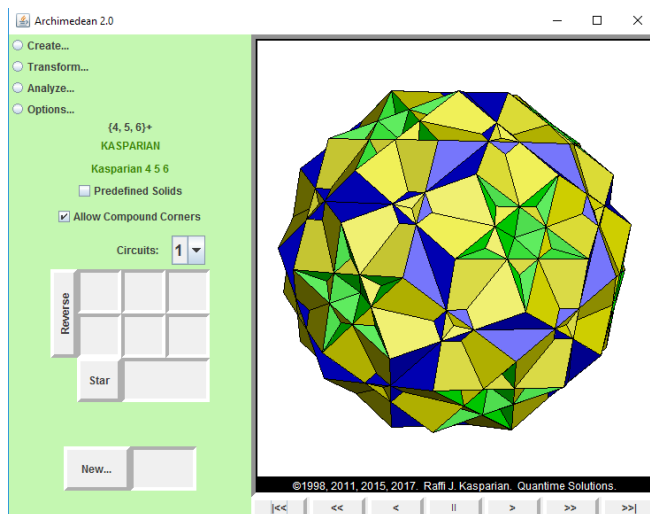 Archimedean 2.0
Create...
Transform...
Analyze...
Options...
{4, 5, 6}+
KASPARIAN
Kasparian 4 5 6
Predefined Solids
Allow Compound Corners
Circuits: 1
Reverse
Star
New...
©1998, 2011, 2015, 2017. Raffi J. Kasparian. Quantime Solutions.
|<< << < || > >> >>|